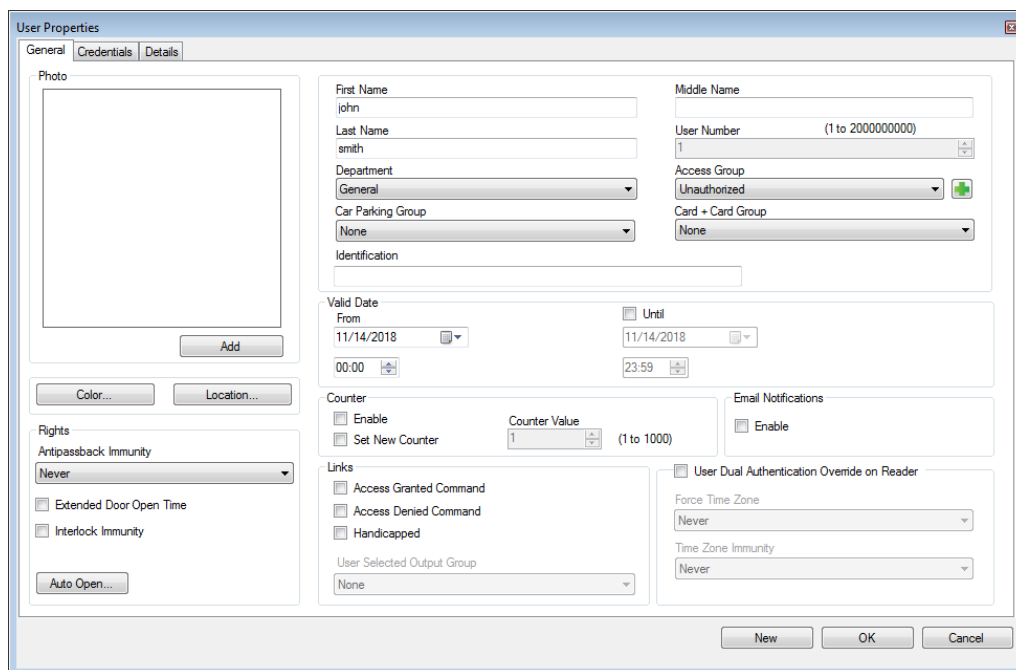 User Properties
General Credentials Details
Photo
Add
Color... Location...
Rights
Antipassback Immunity
Never
Extended Door Open Time
Interlock Immunity
Auto Open...
First Name Middle Name
john
Last Name User Number (1 to 2000000000)
smith 1
Department Access Group
General Unauthorized
Car Parking Group Card + Card Group
None None
Identification
Valid Date
From Until
11/14/2018 11/14/2018
00:00 23:59
Counter
Enable Counter Value
Set New Counter 1 (1 to 1000)
Email Notifications
Enable
Links
Access Granted Command
Access Denied Command
Handicapped
User Selected Output Group
None
User Dual Authentication Override on Reader
Force Time Zone
Never
Time Zone Immunity
Never
New OK Cancel